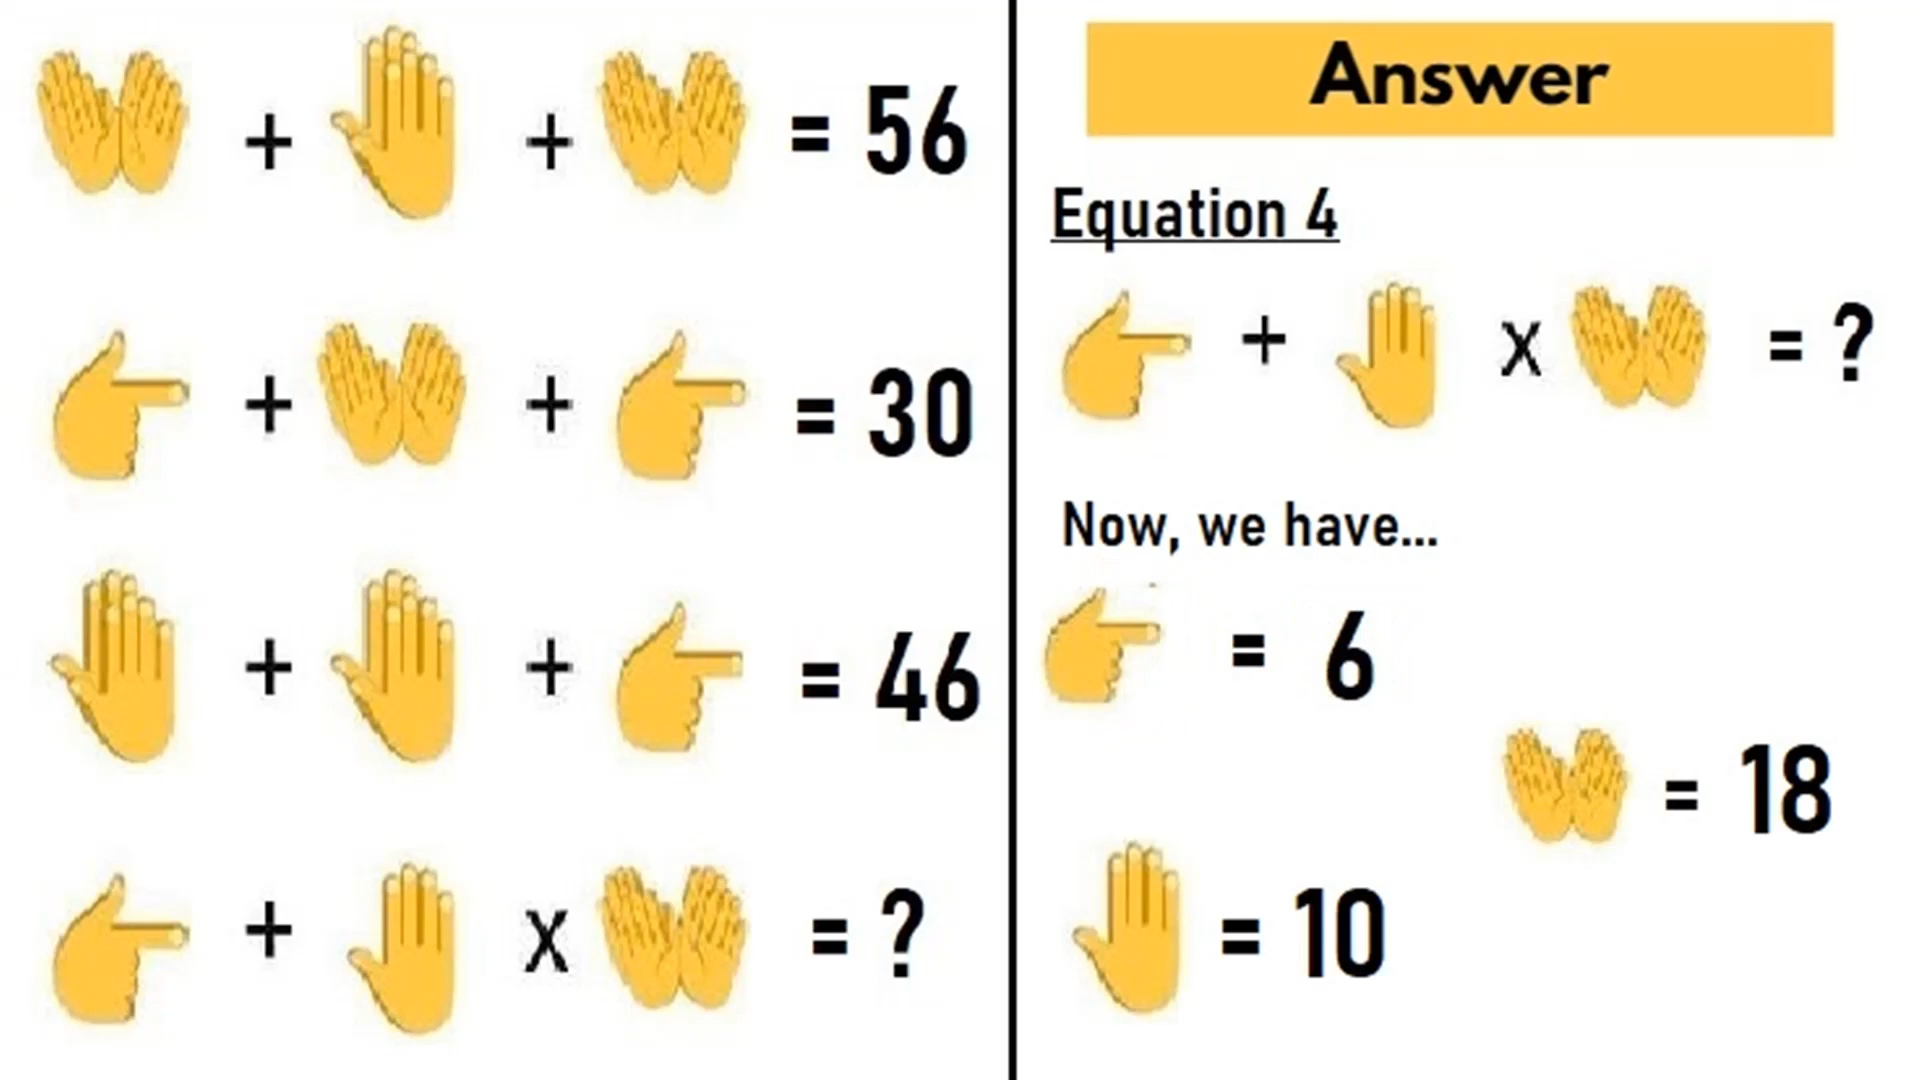 + + = 56
+ + = 30
+ + = 46
+ x = ?
Answer
Equation 4
+ x = ?
Now, we have...
= 6
= 18
= 10